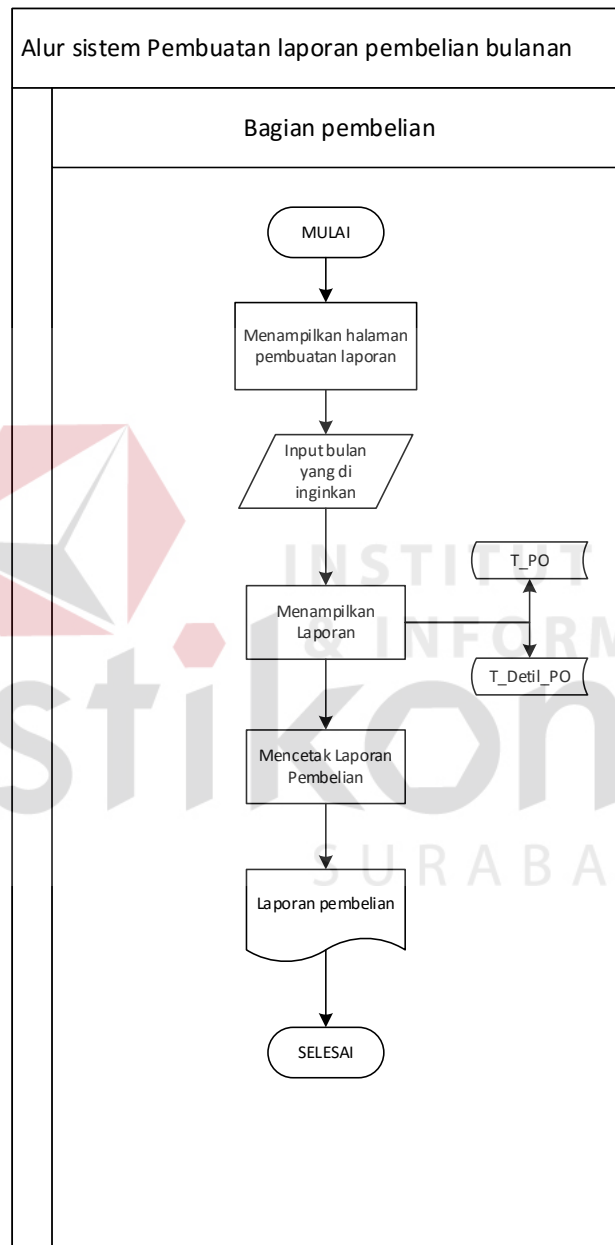 Alur sistem Pembuatan laporan pembelian bulanan
Bagian pembelian
MULAI
Menampilkan halaman
pembuatan laporan
Input bulan
yang di
inginkan
INSTITUT
T_PO
Menampilkan
Laporan
& INFORM
T_Detil_PO
stikom
Mencetak Laporan
Pembelian
SURABA
Laporan pembelian
SELESAI